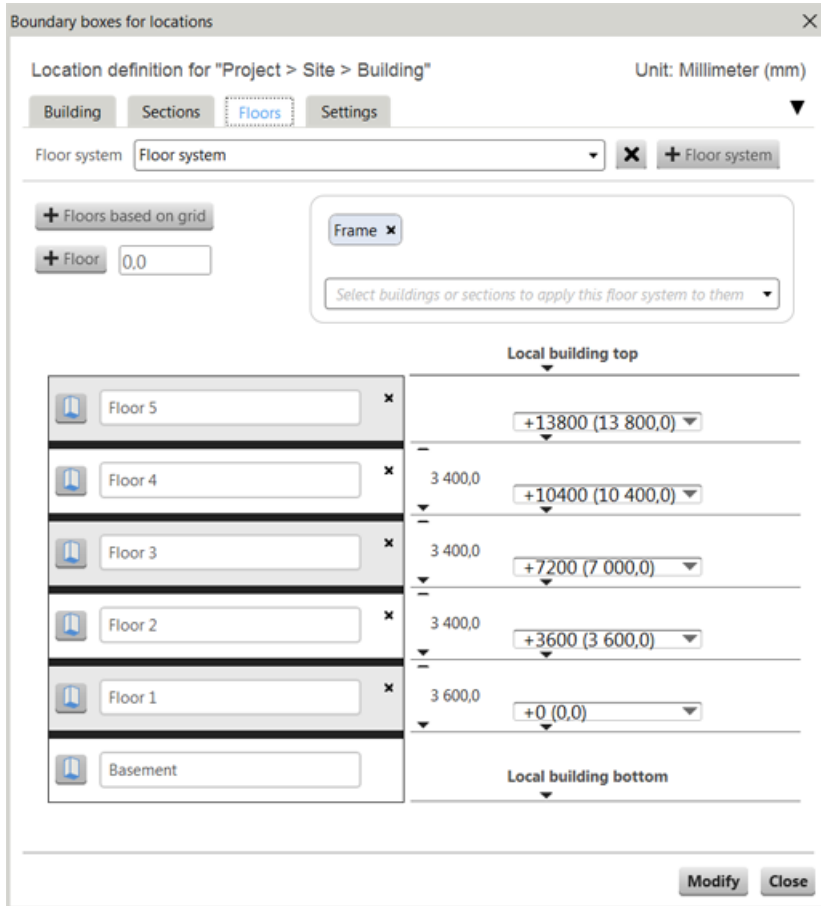 Boundary boxes for locations
Location definition for "Project > Site > Building" Unit: Millimeter (mm)
Building Sections Floors Settings
Floor system Floor system Floor system
Floors based on grid
Floor 0,0
Frame
Select buildings or sections to apply this floor system to them
Local building top
Floor 5 +13800 (13 800,0)
Floor 4 3 400,0 +10400 (10 400,0)
Floor 3 3 400,0 +7200 (7 000,0)
Floor 2 3 400,0 +3600 (3 600,0)
Floor 1 3 600,0 +0 (0,0)
Basement Local building bottom
Modify Close